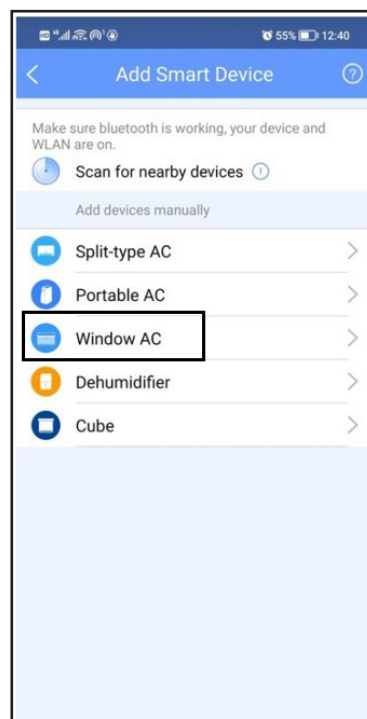 55% 12:40
Add Smart Device
Make sure bluetooth is working, your device and
WLAN are on.
Scan for nearby devices
Add devices manually
Split-type AC
Portable AC
Window AC
Dehumidifier
Cube